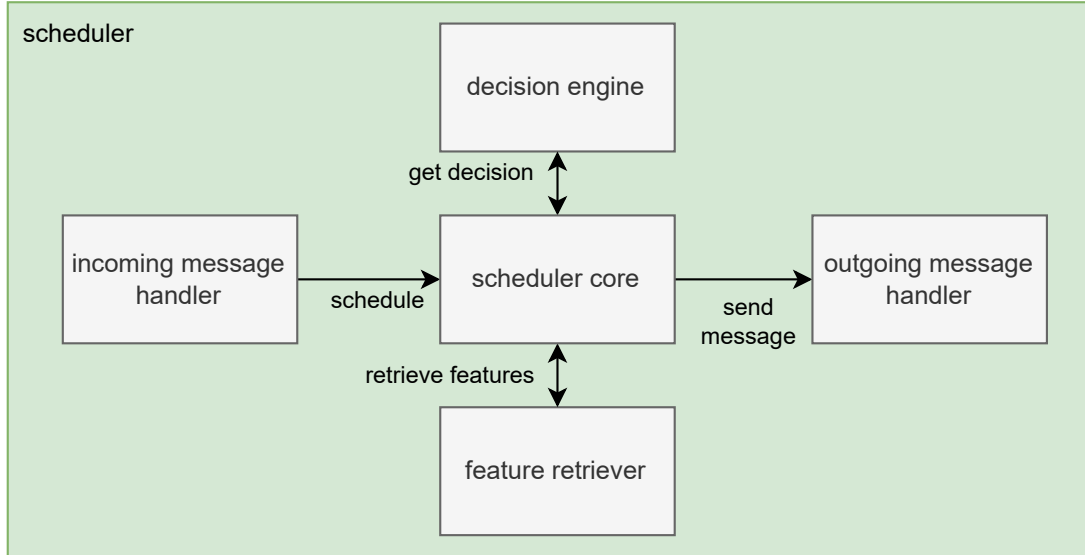 scheduler
decision engine
get decision
incoming message
handler
schedule
scheduler core
send
message
outgoing message
handler
retrieve features
feature retriever